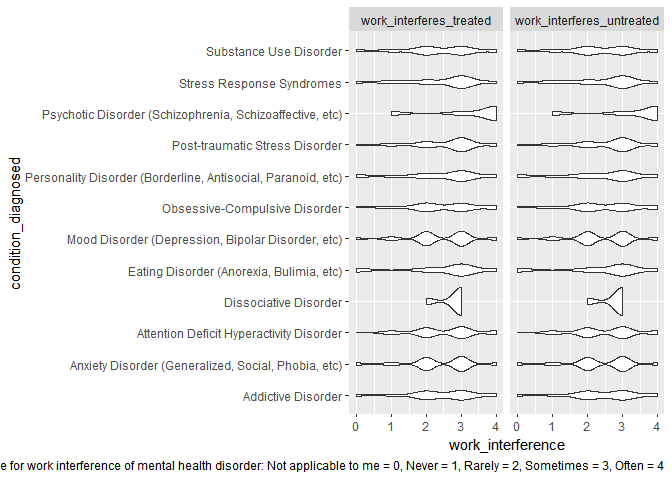 work_interferes_treated work_interferes_untreated
Substance Use Disorder
Stress Response Syndromes
Psychotic Disorder (Schizophrenia, Schizoaffective, etc)
Post-traumatic Stress Disorder
Personality Disorder (Borderline, Antisocial, Paranoid, etc)
Obsessive-Compulsive Disorder
Mood Disorder (Depression, Bipolar Disorder, etc)
Eating Disorder (Anorexia, Bulimia, etc)
Dissociative Disorder
Attention Deficit Hyperactivity Disorder
Anxiety Disorder (Generalized, Social, Phobia, etc)
Addictive Disorder
condition_diagnosed
0 1 2 3 4 0 1 2 3 4
work_interference
e for work interference of mental health disorder: Not applicable to me = 0, Never = 1, Rarely = 2, Sometimes = 3, Often = 4